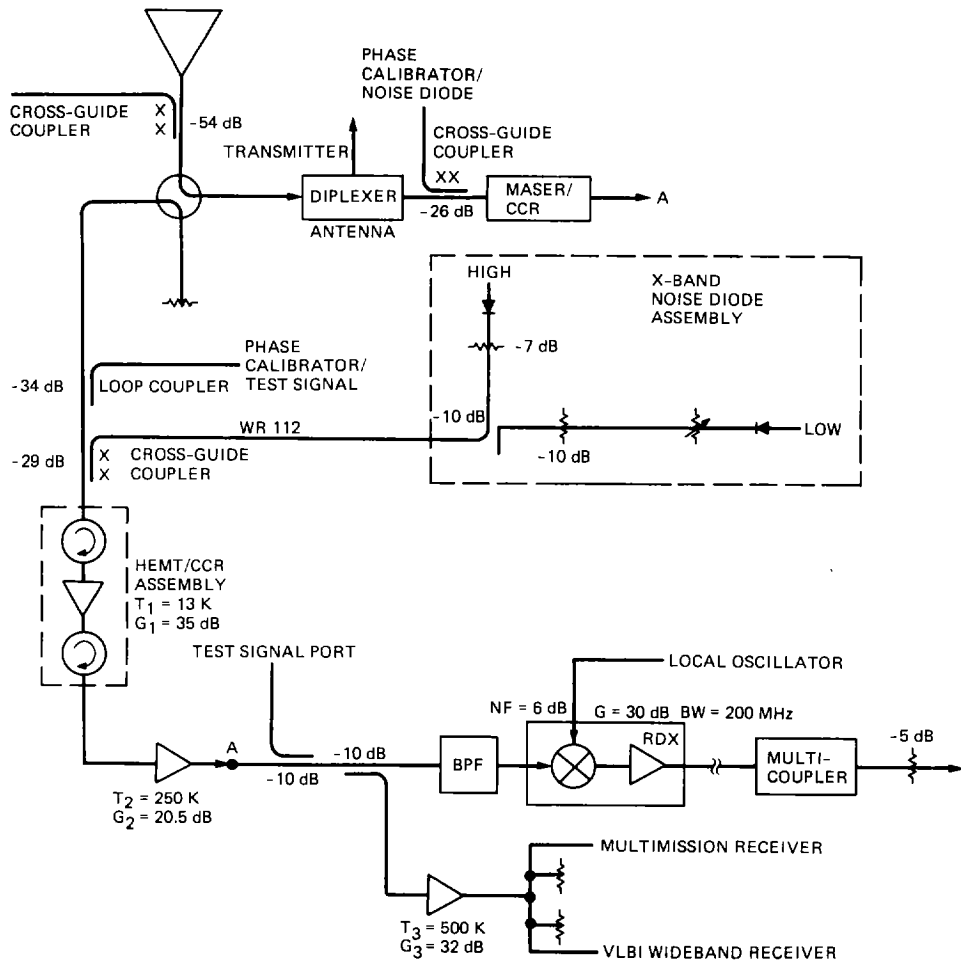 PHASE
CALIBRATOR/
NOISE DIODE
CROSS-GUIDE
COUPLER
X
X
-54 dB
TRANSMITTER
CROSS-GUIDE
COUPLER
XX
DIPLEXER
-26 dB
MASER/
CCR
A
ANTENNA
HIGH
X-BAND
NOISE DIODE
ASSEMBLY
-7 dB
PHASE
CALIBRATOR/
TEST SIGNAL
-34 dB
LOOP COUPLER
-10 dB
WR 112
LOW
-10 dB
-29 dB
X
X
CROSS-GUIDE
COUPLER
HEMT/CCR
ASSEMBLY
T1 = 13 K
G1 = 35 dB
TEST SIGNAL PORT
LOCAL OSCILLATOR
NF = 6 dB
G = 30 dB BW = 200 MHz
RDX
A
-10 dB
-10 dB
BPF
MULTI-
COUPLER
-5 dB
T2 = 250 K
G2 = 20.5 dB
MULTIMISSION RECEIVER
T3 = 500 K
G3 = 32 dB
VLBI WIDEBAND RECEIVER